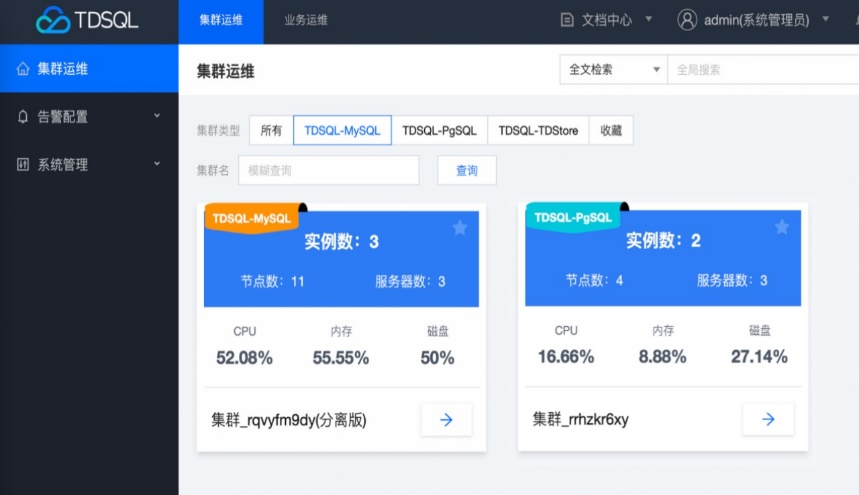 TDSQL 集群运维 业务运维 文档中心 admin(系统管理员)
集群运维
告警配置
系统管理
集群运维 全文检索 全局搜索
集群类型 所有 TDSQL-MySQL TDSQL-PgSQL TDSQL-TDStore 收藏
集群名 模糊查询 查询
TDSQL-MySQL
实例数：3
节点数：11 服务器数：3
CPU 内存 磁盘
52.08% 55.55% 50%
集群_rqvyfm9dy(分离版)
TDSQL-PgSQL
实例数：2
节点数：4 服务器数：3
CPU 内存 磁盘
16.66% 8.88% 27.14%
集群_rrhzkr6xy